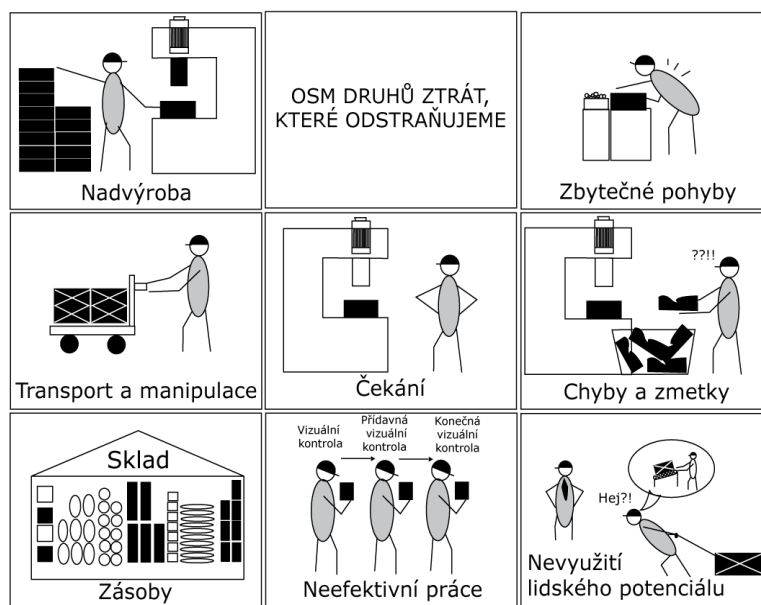 Nadvýroba
OSM DRUHŮ ZTRÁT,
KTERÉ ODSTRAŇUJEME
Zbytečné pohyby
Transport a manipulace
Čekání
??!!
Chyby a zmetky
Sklad
Zásoby
Vizuální
kontrola
Přídavná
vizuální
kontrola
Konečná
vizuální
kontrola
Neefektivní práce
Hej?!
Nevyužití
lidského potenciálu